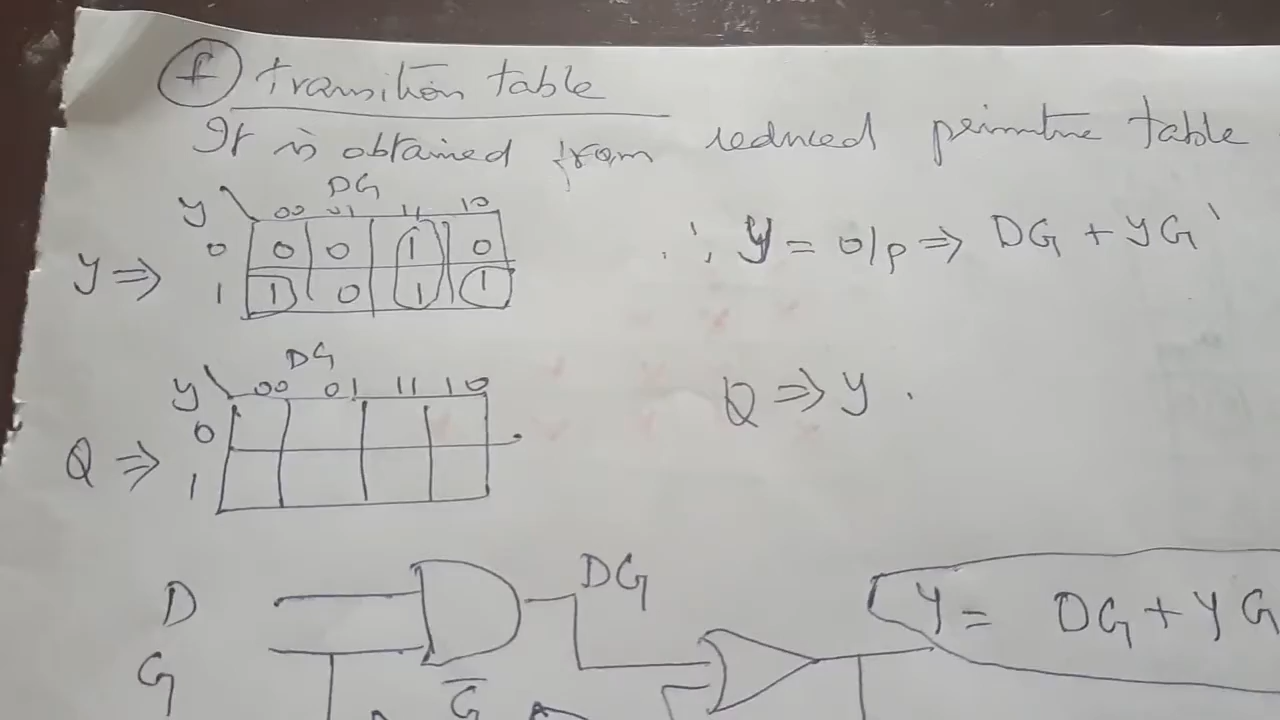 f transition table
It is obtained from reduced primitive table
DG
y 00 01 11 10
0 0 0 1 0
y ⇒
1 1 0 1 1
∴ y = o/p ⇒ DG + yG'
DG
y 00 01 11 10
0
Q ⇒
1
Q ⇒ y .
D
G
DG
G̅
Y = DG + YG